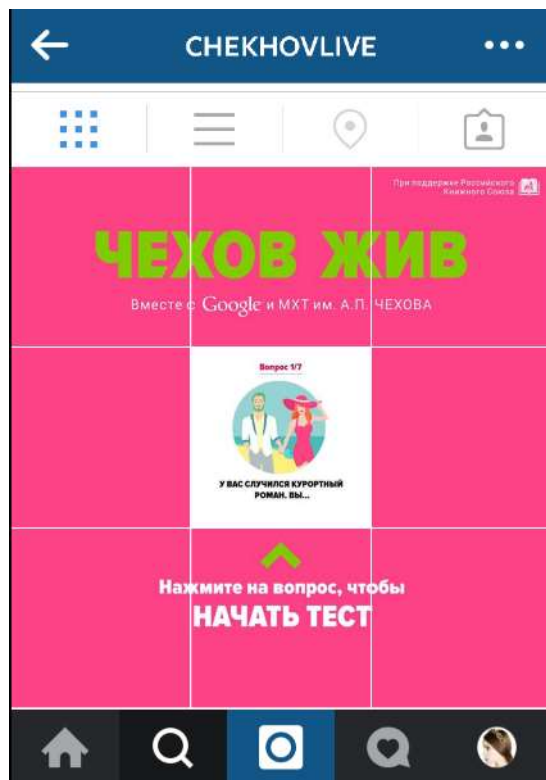 CHEKHOVLIVE
При поддержке Российского
Книжного Союза
ЧЕХОВ ЖИВ
Вместе с Google и МХТ им. А.П. ЧЕХОВА
Вопрос 1/7
У ВАС СЛУЧИЛСЯ КУРОРТНЫЙ
РОМАН. ВЫ...
Нажмите на вопрос, чтобы
НАЧАТЬ ТЕСТ